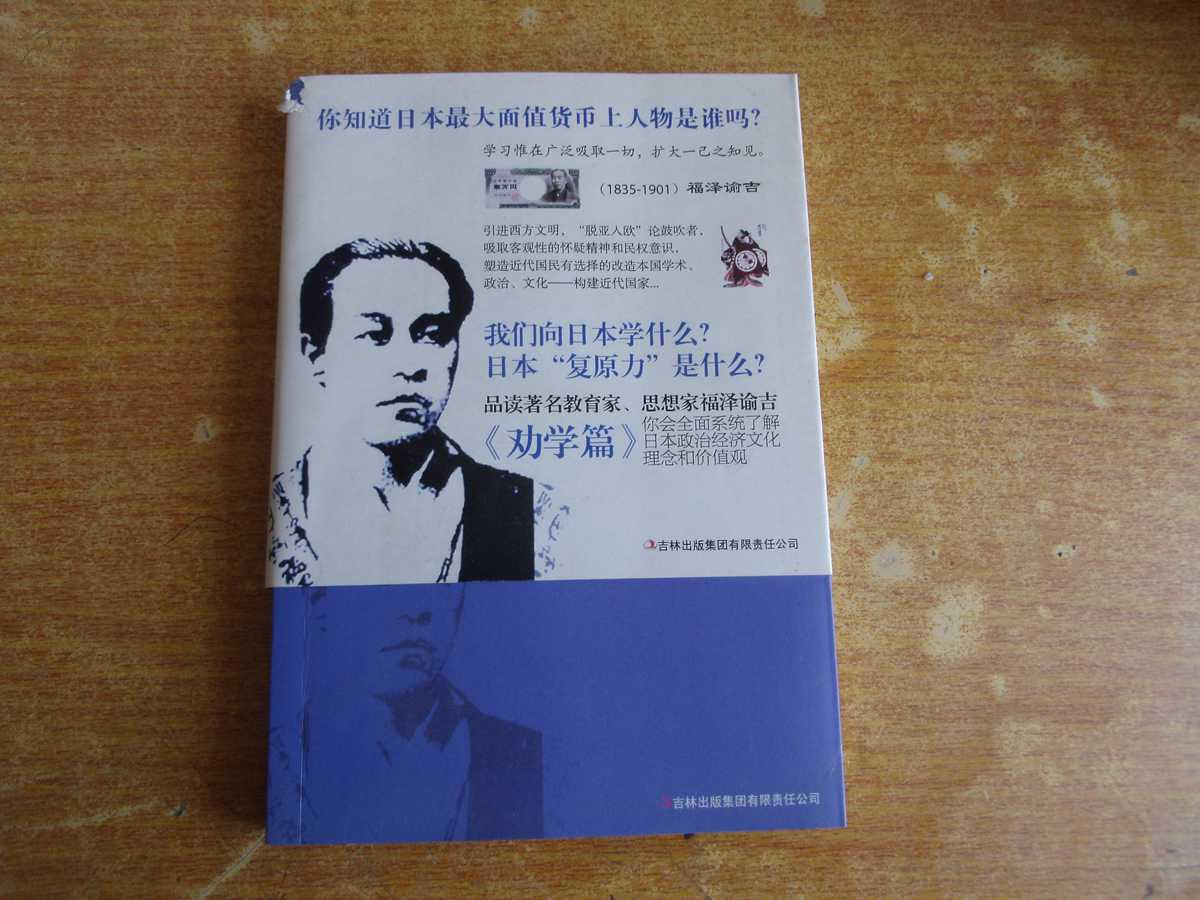 你知道日本最大面值货币上人物是谁吗？
学习惟在广泛吸取一切，扩大一己之知见。
（1835-1901）福泽谕吉
引进西方文明，“脱亚入欧”论鼓吹者，
吸取客观性的怀疑精神和民权意识，
塑造近代国民有选择的改造本国学术、
政治、文化——构建近代国家...
我们向日本学什么？
日本“复原力”是什么？
品读著名教育家、思想家福泽谕吉
《劝学篇》
你会全面系统了解
日本政治经济文化
理念和价值观
吉林出版集团有限责任公司
吉林出版集团有限责任公司